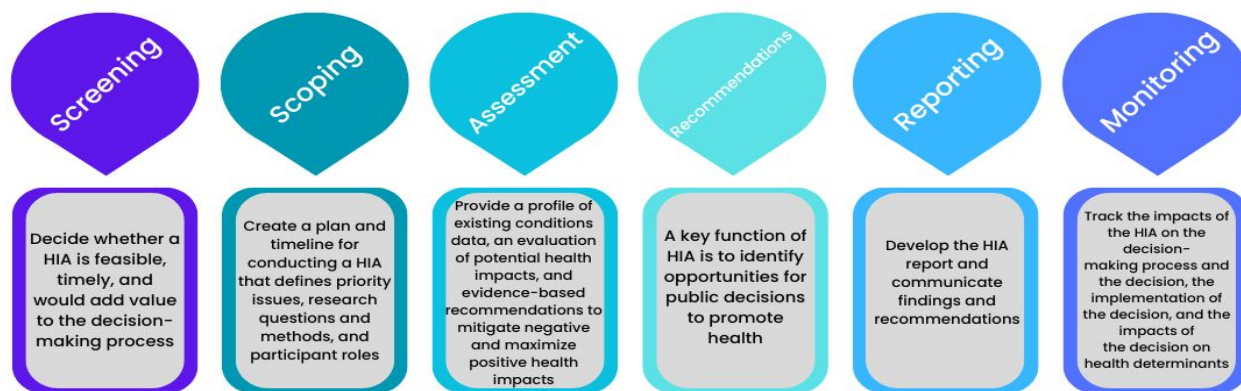 Screening
Scoping
Assessment
Recommendations
Reporting
Monitoring
Decide whether a
HIA is feasible,
timely, and
would add value
to the decision-
making process
Create a plan and
timeline for
conducting a HIA
that defines priority
issues, research
questions and
methods, and
participant roles
Provide a profile of
existing conditions
data, an evaluation
of potential health
impacts, and
evidence-based
recommendations to
mitigate negative
and maximize
positive health
impacts
A key function of
HIA is to identify
opportunities for
public decisions
to promote
health
Develop the HIA
report and
communicate
findings and
recommendations
Track the impacts of
the HIA on the
decision-
making process and
the decision, the
implementation of
the decision, and the
impacts of
the decision on
health determinants